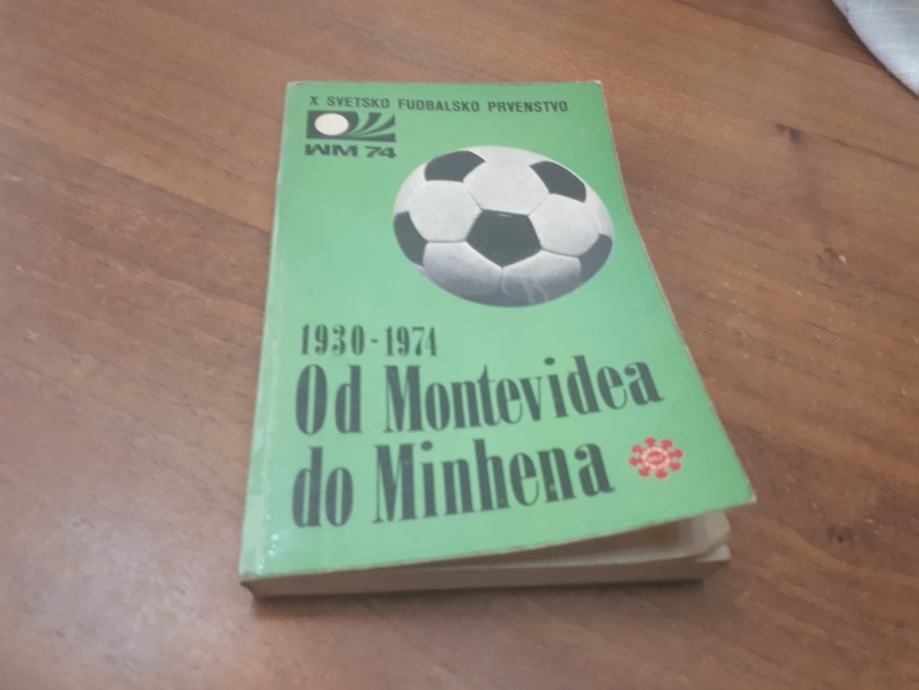 X SVETSKO FUDBALSKO PRVENSTVO
WM 74
1930-1974
Od Montevidea
do Minhena